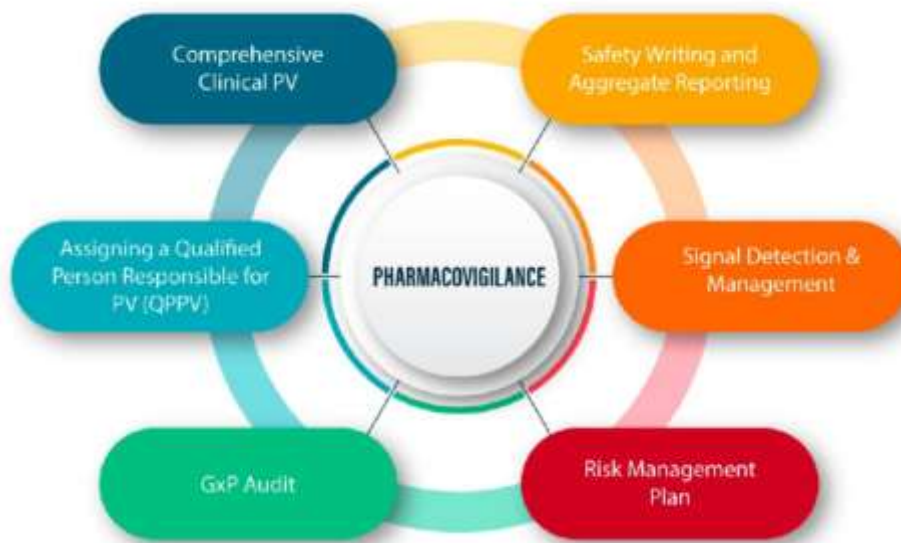 Comprehensive
Clinical PV
Safety Writing and
Aggregate Reporting
Assigning a Qualified
Person Responsible for
PV (QPPV)
PHARMACOVIGILANCE
Signal Detection &
Management
GxP Audit
Risk Management
Plan